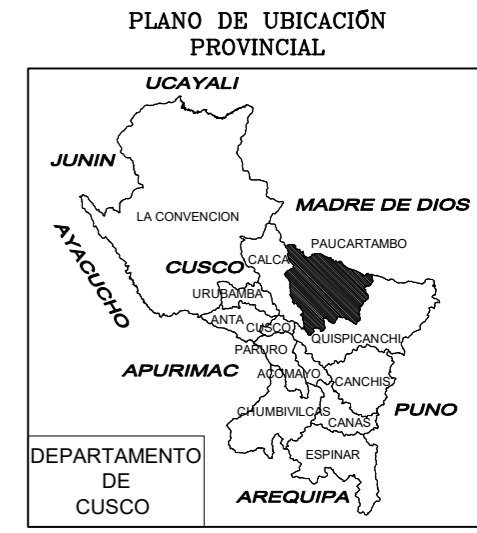 PLANO DE UBICACIÓN
PROVINCIAL
UCAYALI
JUNIN
MADRE DE DIOS
LA CONVENCION
PAUCARTAMBO
AYACUCHO
CUSCO
CALCA
URUBAMBA
ANTA
CUSCO
QUISPICANCHI
PARURO
APURIMAC
ACOMAYO
CANCHIS
CHUMBIVILCAS
PUNO
CANAS
ESPINAR
DEPARTAMENTO
DE
CUSCO
AREQUIPA